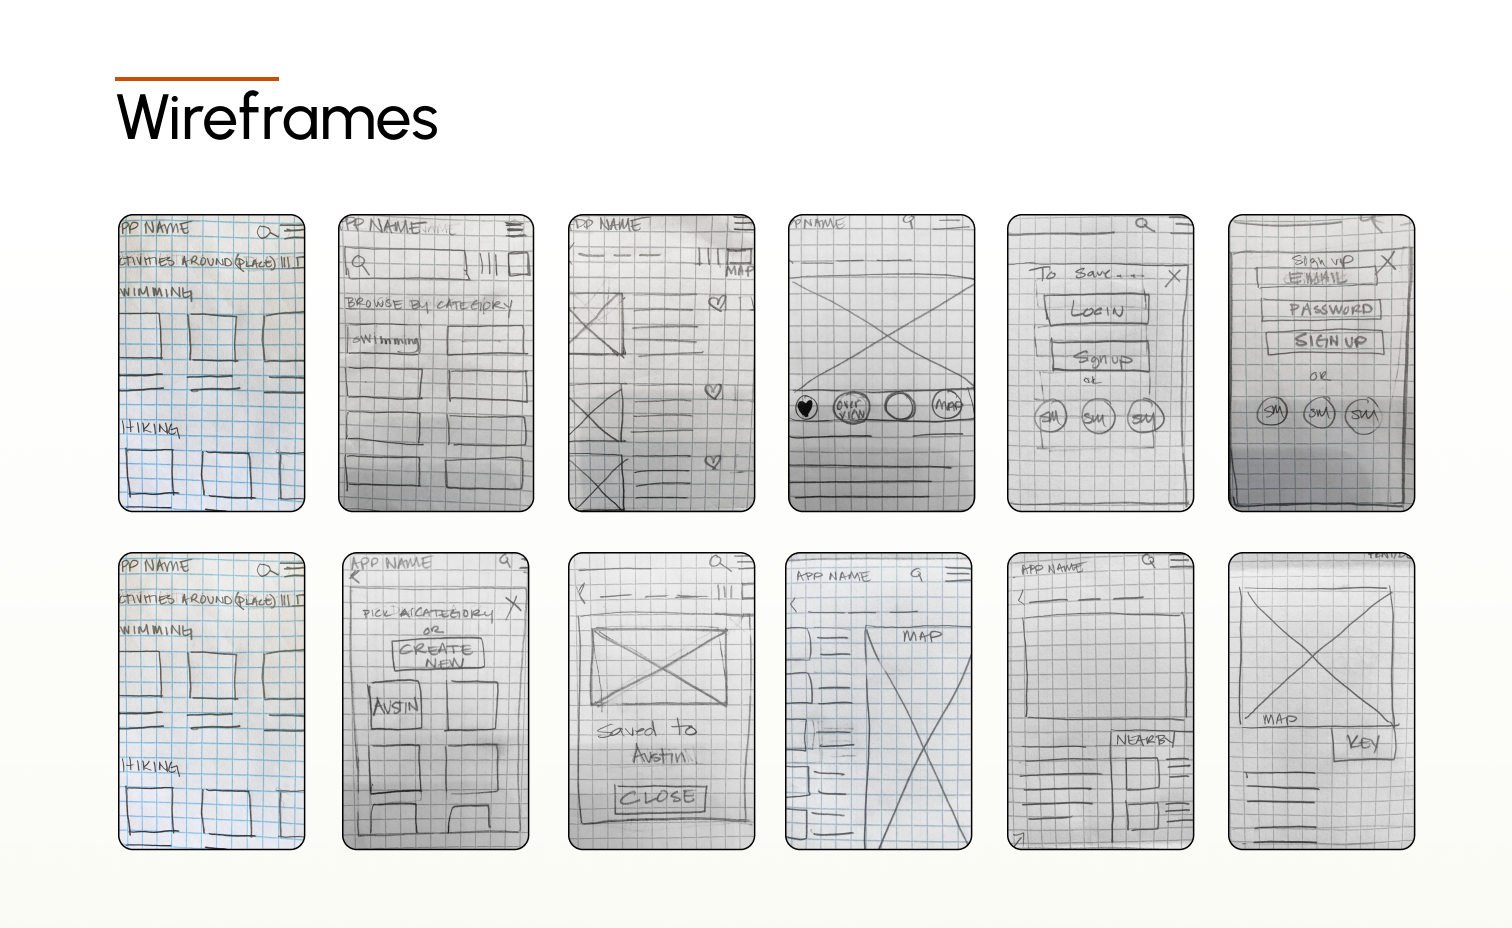 Wireframes
PP NAME
CTIVITIES AROUND (PLACE)
WIMMING
HIKING
PP NAME
BROWSE BY CATEGORY
SWIMMING
PP NAME
MAP
PNAME
OVER
VIEW
MAP
To Save....
X
LOGIN
Sign up
OR
SM SM SM
Sign up
X
EMAIL
PASSWORD
SIGN UP
OR
SM SM SM
PP NAME
CTIVITIES AROUND (PLACE)
WIMMING
HIKING
APP NAME
PICK A CATEGORY
X
OR
CREATE
NEW
AUSTIN
Saved to
Austin
CLOSE
APP NAME
MAP
APP NAME
NEARBY
MAP
KEY